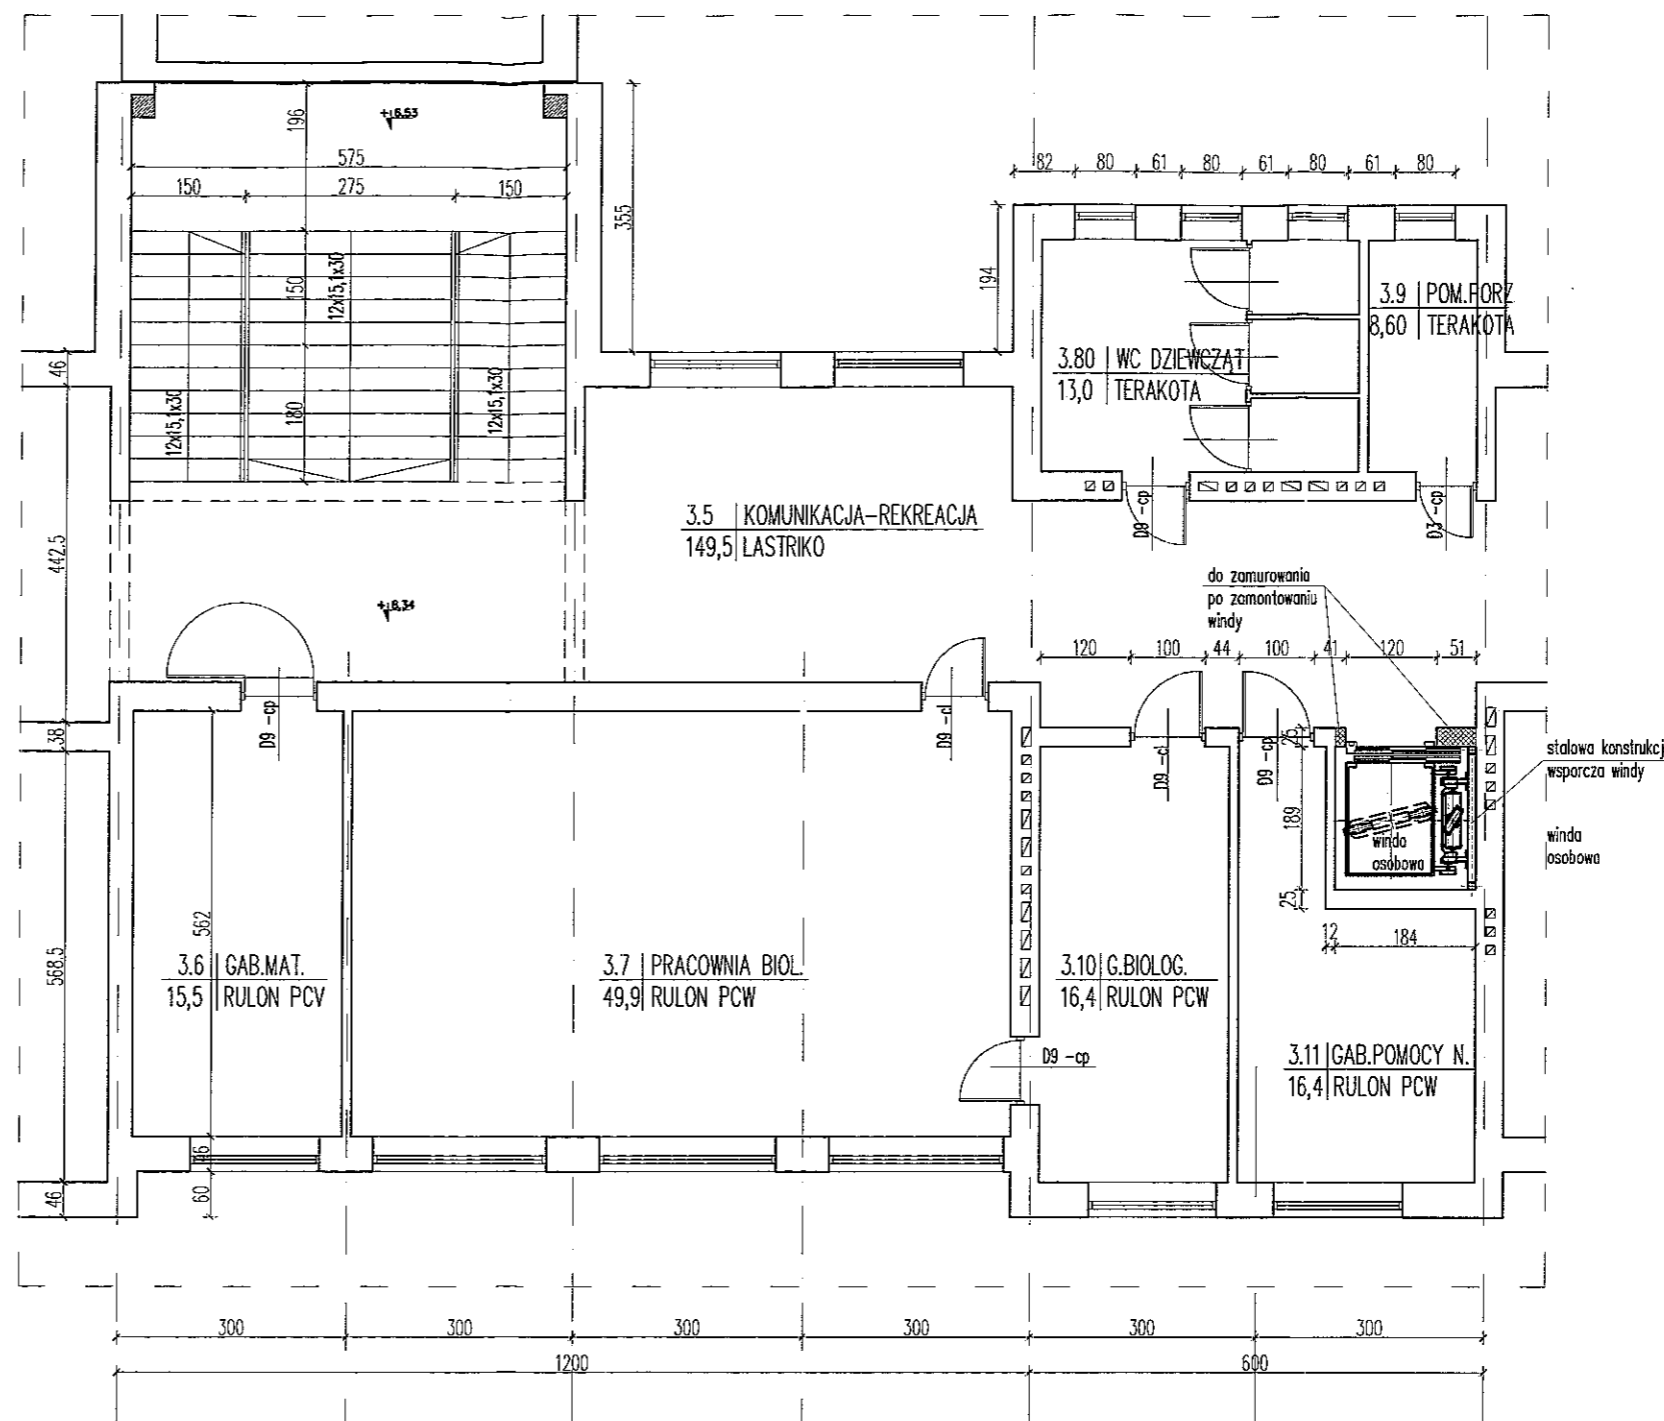 +16.53
196
575
150
275
150
355
82
80
61
80
61
80
61
80
194
150
12x15,1x30
180
12x15,1x30
12x15,1x30
3.9 POM.PORZ
8,60 TERAKOTA
3.80 WC DZIEWCZĄT
13,0 TERAKOTA
46
442.5
38
568.5
46
3.5 KOMUNIKACJA-REKREACJA
149,5 LASTRIKO
D9 -cp
D3 -cp
do zamurowania
po zamontowaniu
windy
120
100
44
100
41
120
51
D9 -cp
D9 -cl
D9 -cl
D9 -cp
25
189
25
stalowa konstrukcj
wsporcza windy
winda
osobowa
winda
osobowa
12
184
562
3.6 GAB.MAT.
15,5 RULON PCV
3.7 PRACOWNIA BIOL.
49,9 RULON PCW
3.10 G.BIOLOG.
16,4 RULON PCW
3.11 GAB.POMOCY N.
16,4 RULON PCW
D9 -cp
46
60
300
300
300
300
300
300
1200
600